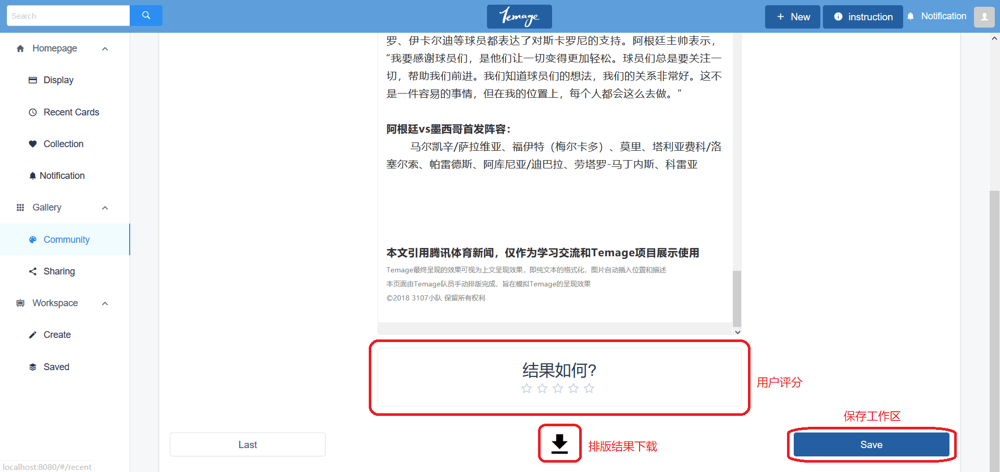 Search
Temage
New
instruction
Notification
Homepage
Display
Recent Cards
Collection
Notification
Gallery
Community
Sharing
Workspace
Create
Saved
罗、伊卡尔迪等球员都表达了对斯卡罗尼的支持。阿根廷主帅表示，
“我要感谢球员们，是他们让一切变得更加轻松。球员们总是要关注一
切，帮助我们前进。我们知道球员们的想法，我们的关系非常好。这不
是一件容易的事情，但在我的位置上，每个人都会这么去做。”
阿根廷vs墨西哥首发阵容：
马尔凯辛/萨拉维亚、福伊特（梅尔卡多）、莫里、塔利亚费科/洛
塞尔索、帕雷德斯、阿库尼亚/迪巴拉、劳塔罗-马丁内斯、科雷亚
本文引用腾讯体育新闻，仅作为学习交流和Temage项目展示使用
Temage最终呈现的效果可视为上文呈现效果，即纯文本的格式化，图片自动插入位置和描述
本页面由Temage队员手动排版完成，旨在模拟Temage的呈现效果
©2018 3107小队 保留所有权利
结果如何?
用户评分
保存工作区
Last
排版结果下载
Save
localhost:8080/#/recent